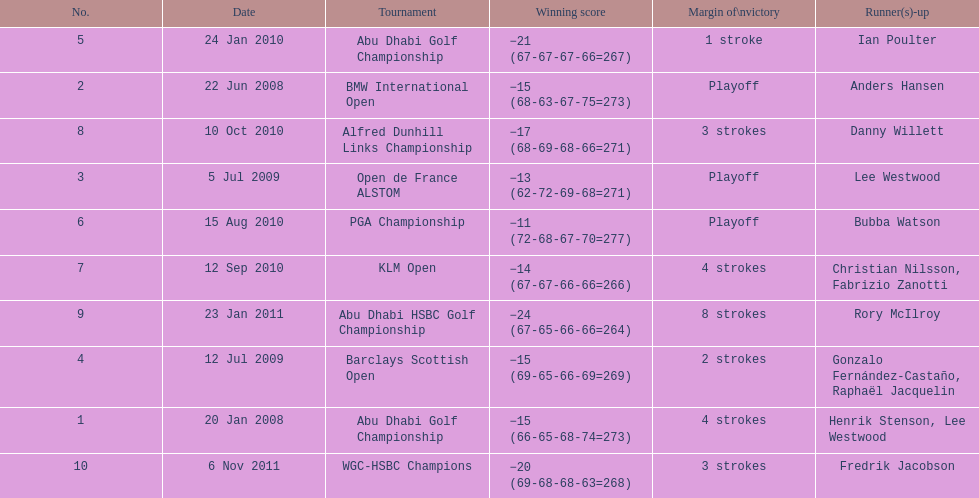 No. Date Tournament Winning score Margin of\nvictory Runner(s)-up
5 24 Jan 2010 Abu Dhabi Golf Championship −21 (67-67-67-66=267) 1 stroke Ian Poulter
2 22 Jun 2008 BMW International Open −15 (68-63-67-75=273) Playoff Anders Hansen
8 10 Oct 2010 Alfred Dunhill Links Championship −17 (68-69-68-66=271) 3 strokes Danny Willett
3 5 Jul 2009 Open de France ALSTOM −13 (62-72-69-68=271) Playoff Lee Westwood
6 15 Aug 2010 PGA Championship −11 (72-68-67-70=277) Playoff Bubba Watson
7 12 Sep 2010 KLM Open −14 (67-67-66-66=266) 4 strokes Christian Nilsson, Fabrizio Zanotti
9 23 Jan 2011 Abu Dhabi HSBC Golf Championship −24 (67-65-66-66=264) 8 strokes Rory McIlroy
4 12 Jul 2009 Barclays Scottish Open −15 (69-65-66-69=269) 2 strokes Gonzalo Fernández-Castaño, Raphaël Jacquelin
1 20 Jan 2008 Abu Dhabi Golf Championship −15 (66-65-68-74=273) 4 strokes Henrik Stenson, Lee Westwood
10 6 Nov 2011 WGC-HSBC Champions −20 (69-68-68-63=268) 3 strokes Fredrik Jacobson